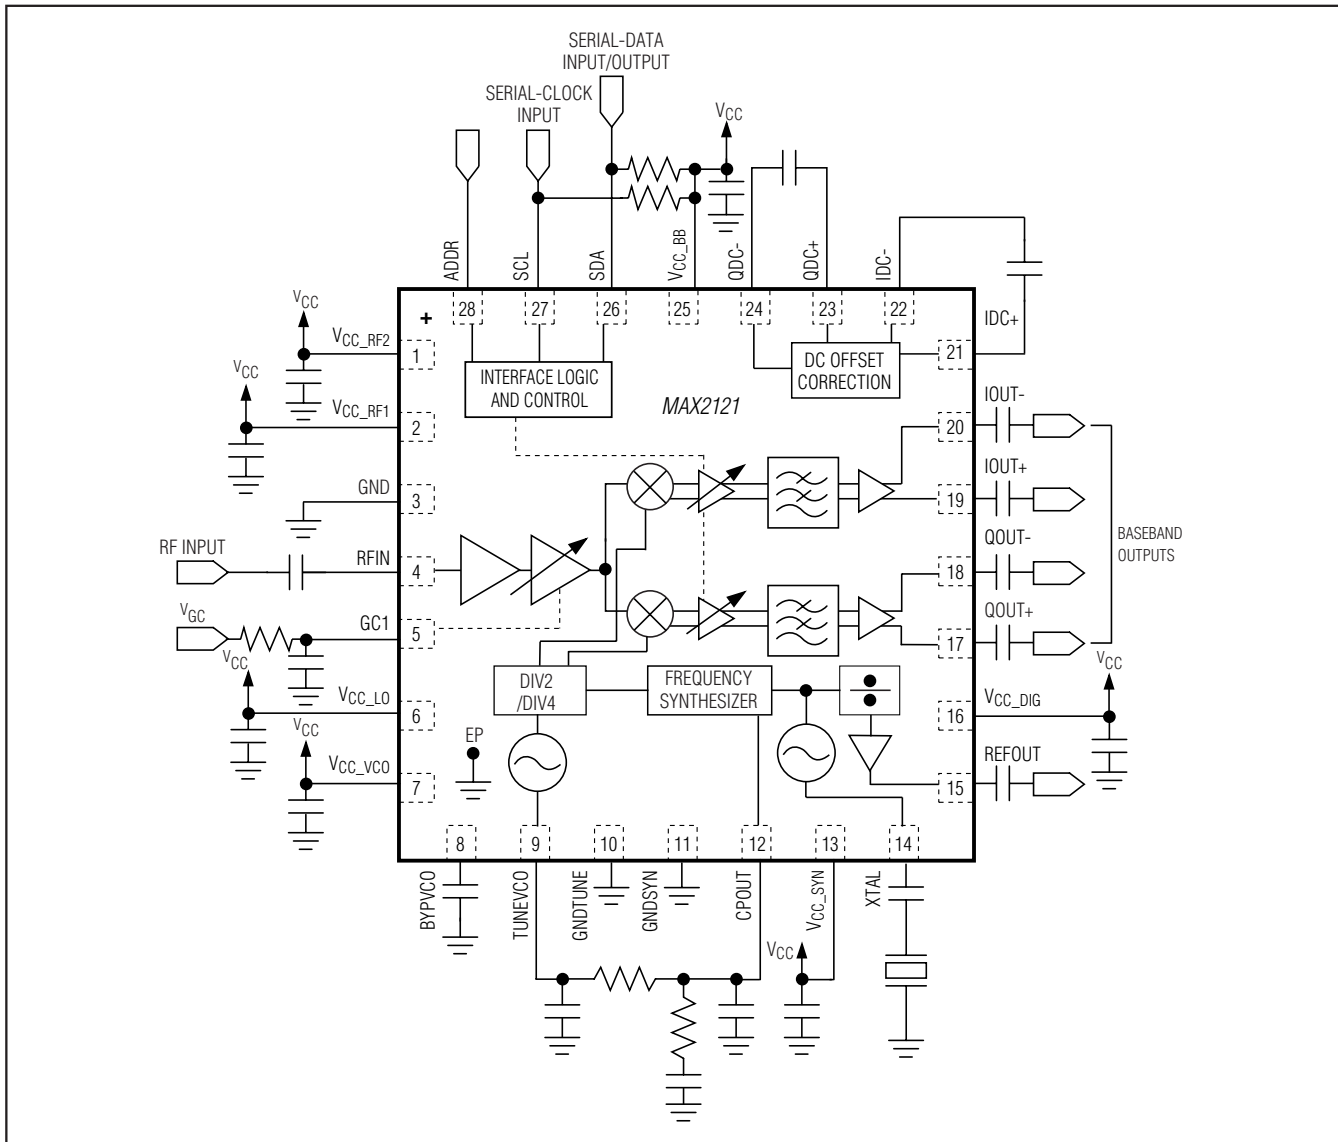 SERIAL-DATA
INPUT/OUTPUT
SERIAL-CLOCK
INPUT
VCC
ADDR
SCL
SDA
VCC_BB
QDC-
QDC+
IDC-
IDC+
28
27
26
25
24
23
22
+
VCC
VCC_RF2
1
INTERFACE LOGIC
AND CONTROL
DC OFFSET
CORRECTION
21
VCC
VCC_RF1
2
MAX2121
IOUT-
20
GND
3
IOUT+
19
RF INPUT
RFIN
4
QOUT-
18
BASEBAND
OUTPUTS
VGC
GC1
5
QOUT+
17
VCC
VCC_LO
6
DIV2
/DIV4
FREQUENCY
SYNTHESIZER
VCC
VCC_DIG
16
VCC
VCC_VCO
7
EP
REFOUT
15
8
9
10
11
12
13
14
BYPVCO
TUNEVCO
GNDTUNE
GNDSYN
CPOUT
VCC_SYN
XTAL
VCC